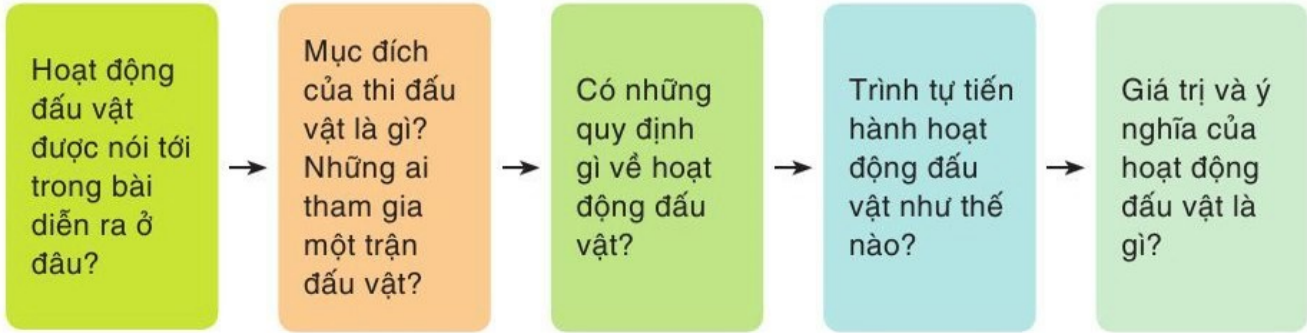 Hoạt động
đấu vật
được nói tới
trong bài
diễn ra ở
đâu?
Mục đích
của thi đấu
vật là gì?
Những ai
tham gia
một trận
đấu vật?
Có những
quy định
gì về hoạt
động đấu
vật?
Trình tự tiến
hành hoạt
động đấu
vật như thế
nào?
Giá trị và ý
nghĩa của
hoạt động
đấu vật là
gì?